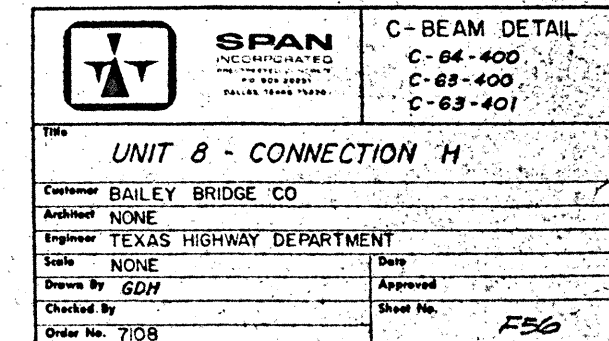 SPAN
INCORPORATED
DALLAS, TEXAS
C-BEAM DETAIL
C-64-400
C-63-400
C-63-401
Title
UNIT 8 - CONNECTION H
Customer BAILEY BRIDGE CO
Architect NONE
Engineer TEXAS HIGHWAY DEPARTMENT
Scale NONE
Date
Drawn By GDH
Approved
Checked By
Sheet No. F56
Order No. 7108